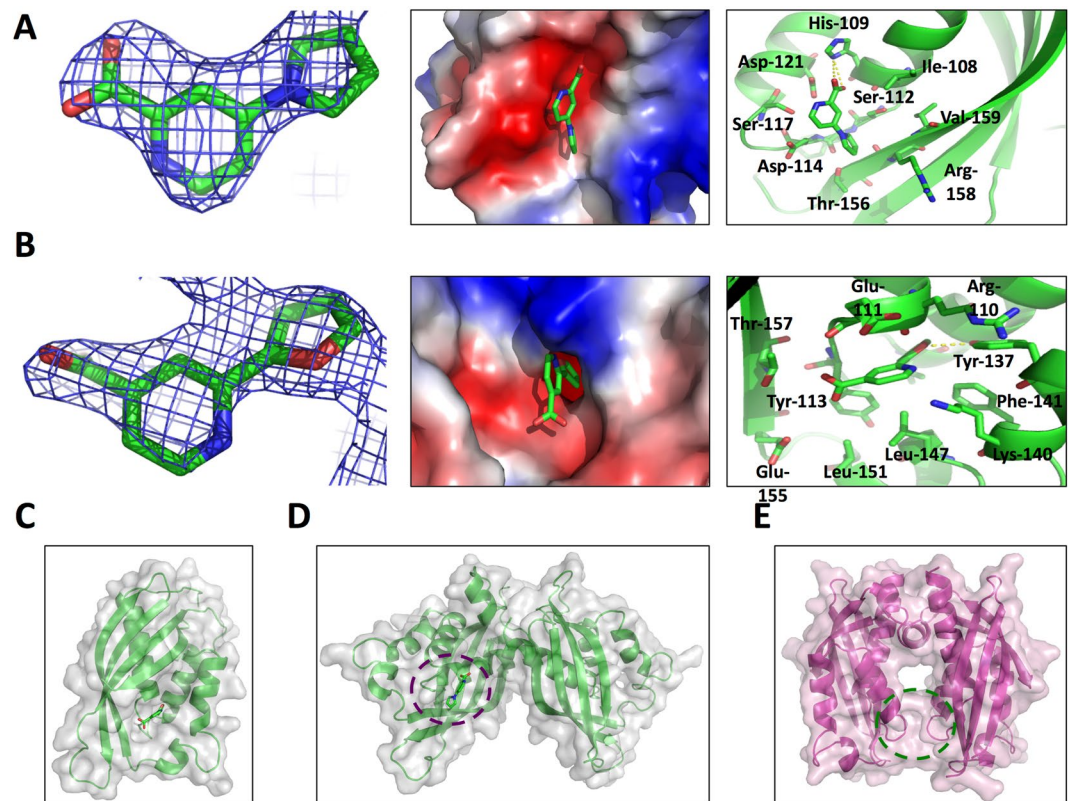 A
His-109
Asp-121
Ile-108
Ser-112
Ser-117
Val-159
Asp-114
Arg-
158
Thr-156
B
Glu-
111
Arg-
110
Thr-157
Tyr-137
Tyr-113
Phe-141
Leu-147
Lys-140
Glu-
155
Leu-151
C
D
E